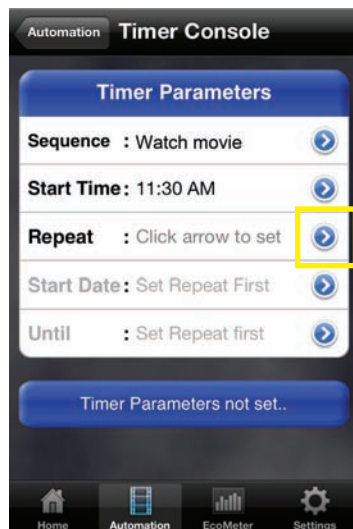 Automation Timer Console
Timer Parameters
Sequence : Watch movie
Start Time : 11:30 AM
Repeat : Click arrow to set
Start Date : Set Repeat First
Until : Set Repeat first
Timer Parameters not set..
Home Automation EcoMeter Settings